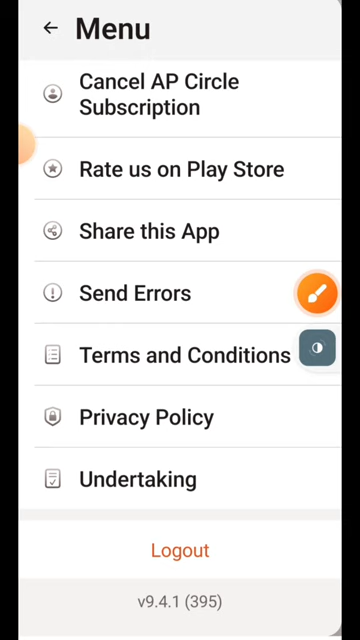 Menu
Cancel AP Circle
Subscription
Rate us on Play Store
Share this App
Send Errors
Terms and Conditions
Privacy Policy
Undertaking
Logout
v9.4.1 (395)